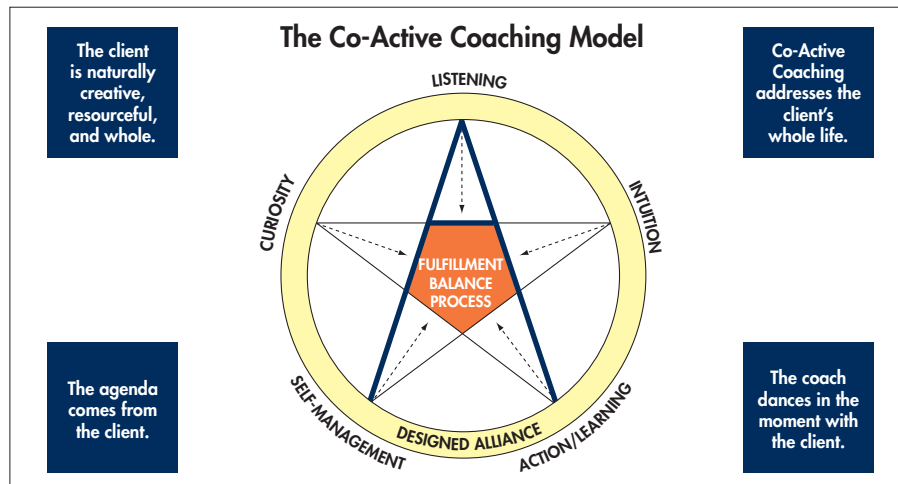 The Co-Active Coaching Model
The client
is naturally
creative,
resourceful,
and whole.
Co-Active
Coaching
addresses the
client's
whole life.
LISTENING
CURIOSITY
INTUITION
FULFILLMENT
BALANCE
PROCESS
SELF-MANAGEMENT
DESIGNED ALLIANCE
ACTION/LEARNING
The agenda
comes from
the client.
The coach
dances in the
moment with
the client.